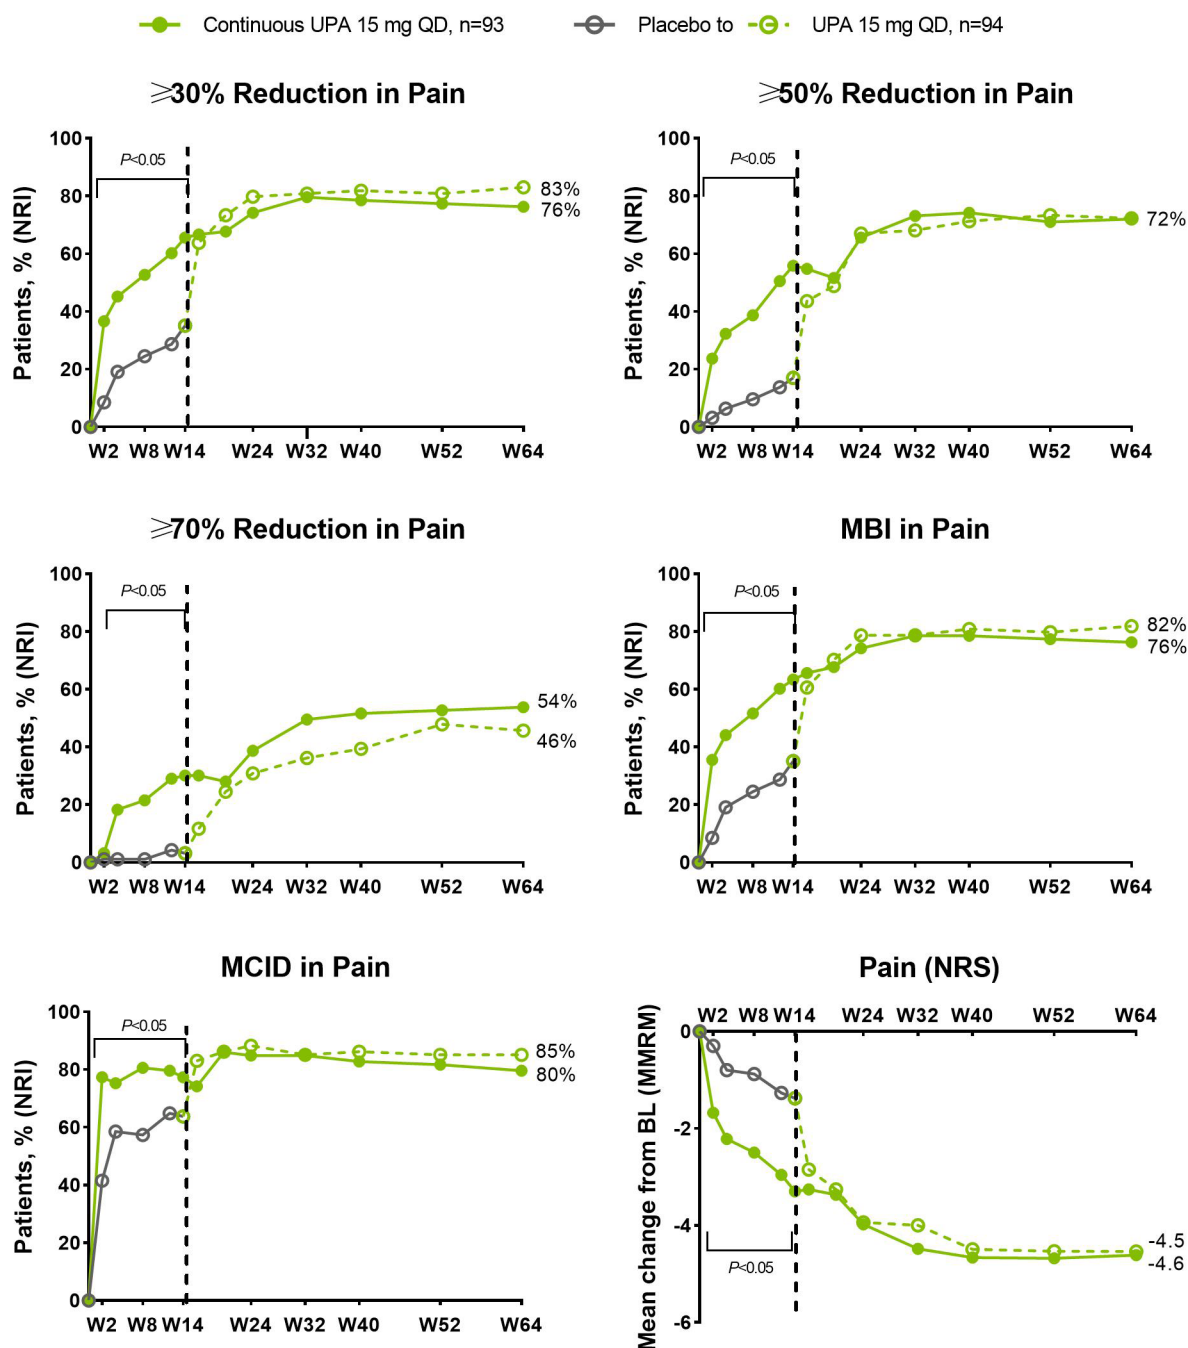 Continuous UPA 15 mg QD, n=93 Placebo to UPA 15 mg QD, n=94
≥30% Reduction in Pain
Patients, % (NRI)
100
80
60
40
20
0
P<0.05
83%
76%
W2 W8 W14 W24 W32 W40 W52 W64
≥50% Reduction in Pain
Patients, % (NRI)
100
80
60
40
20
0
P<0.05
72%
W2 W8 W14 W24 W32 W40 W52 W64
≥70% Reduction in Pain
Patients, % (NRI)
100
80
60
40
20
0
P<0.05
54%
46%
W2 W8 W14 W24 W32 W40 W52 W64
MBI in Pain
Patients, % (NRI)
100
80
60
40
20
0
P<0.05
82%
76%
W2 W8 W14 W24 W32 W40 W52 W64
MCID in Pain
Patients, % (NRI)
100
80
60
40
20
0
P<0.05
85%
80%
W2 W8 W14 W24 W32 W40 W52 W64
Pain (NRS)
Mean change from BL (MMRM)
W2 W8 W14 W24 W32 W40 W52 W64
0
-2
-4
-6
P<0.05
-4.5
-4.6